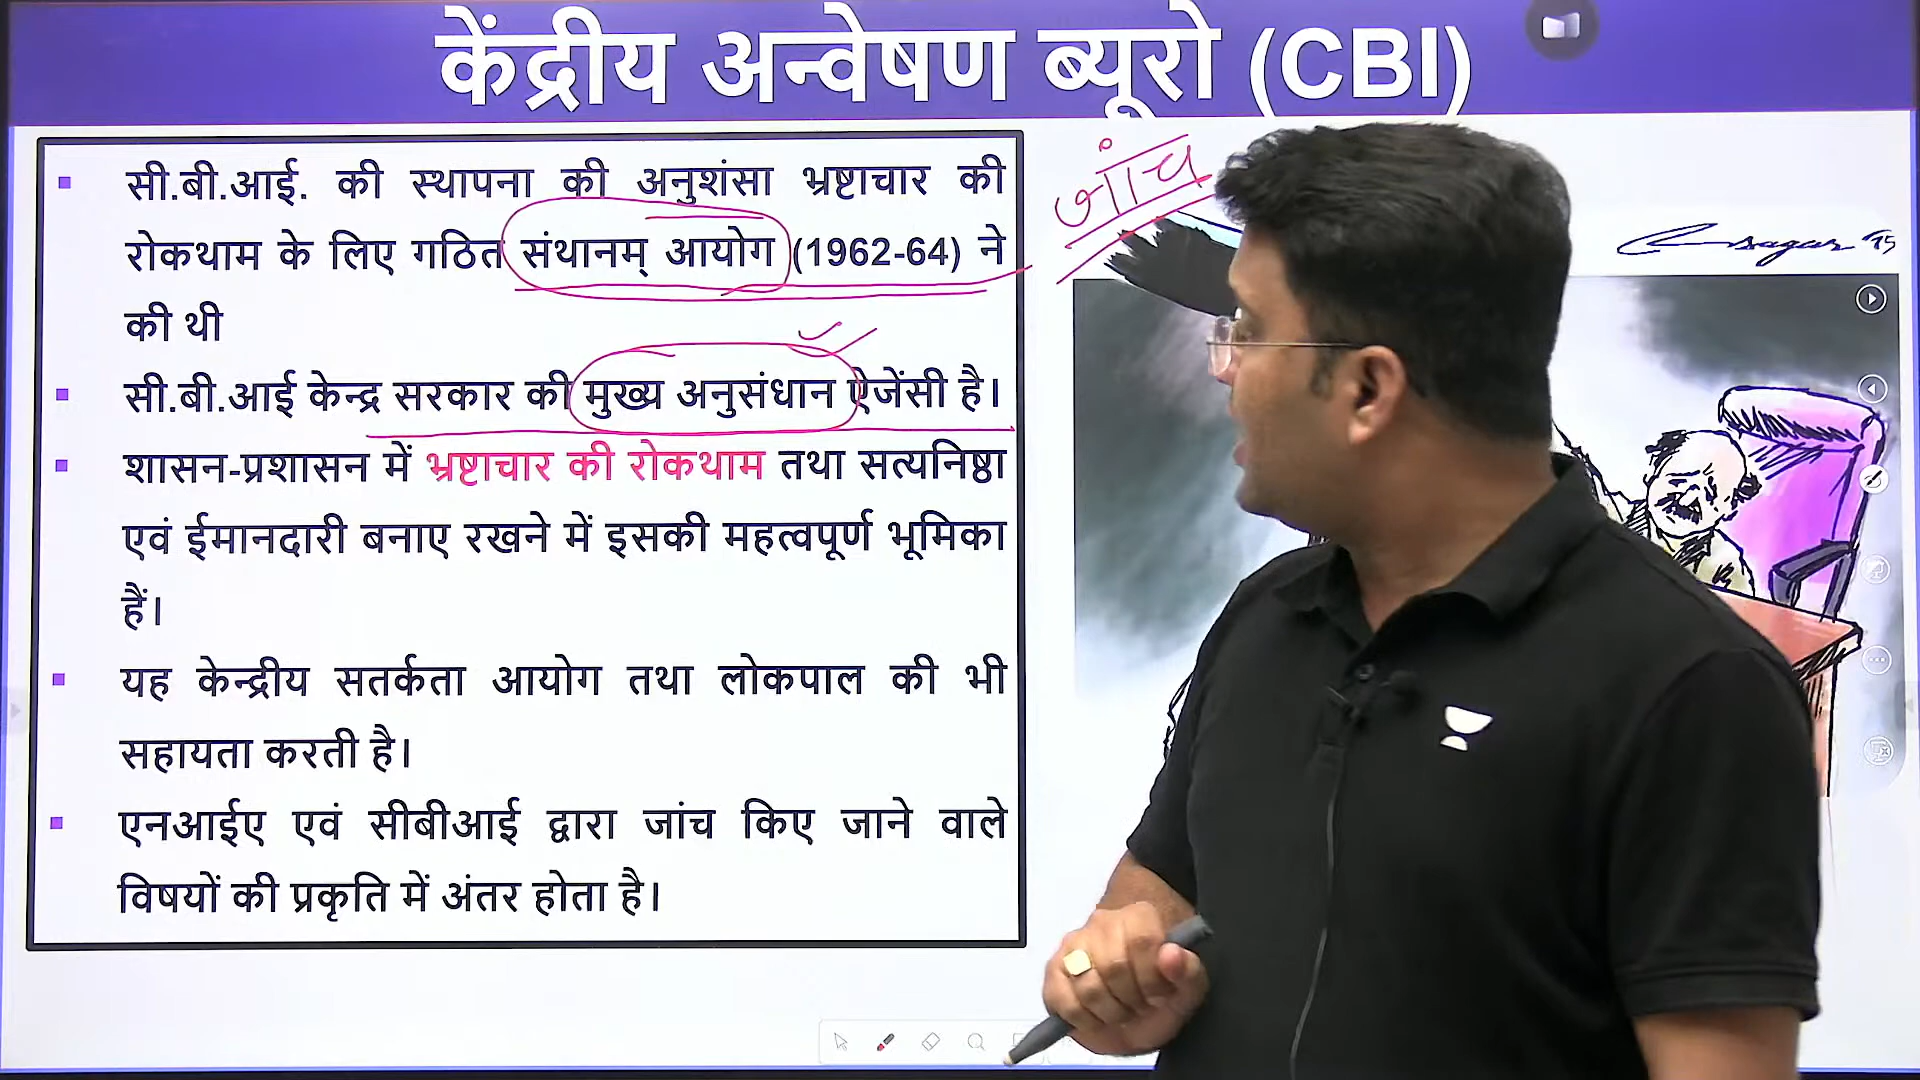 केंद्रीय अन्वेषण ब्यूरो (CBI)
जांच
सी.बी.आई. की स्थापना की अनुशंसा भ्रष्टाचार की
रोकथाम के लिए गठित संथानम् आयोग (1962-64) ने
की थी
सी.बी.आई केन्द्र सरकार की मुख्य अनुसंधान ऐजेंसी है।
शासन-प्रशासन में भ्रष्टाचार की रोकथाम तथा सत्यनिष्ठा
एवं ईमानदारी बनाए रखने में इसकी महत्वपूर्ण भूमिका
हैं।
यह केन्द्रीय सतर्कता आयोग तथा लोकपाल की भी
सहायता करती है।
एनआईए एवं सीबीआई द्वारा जांच किए जाने वाले
विषयों की प्रकृति में अंतर होता है।